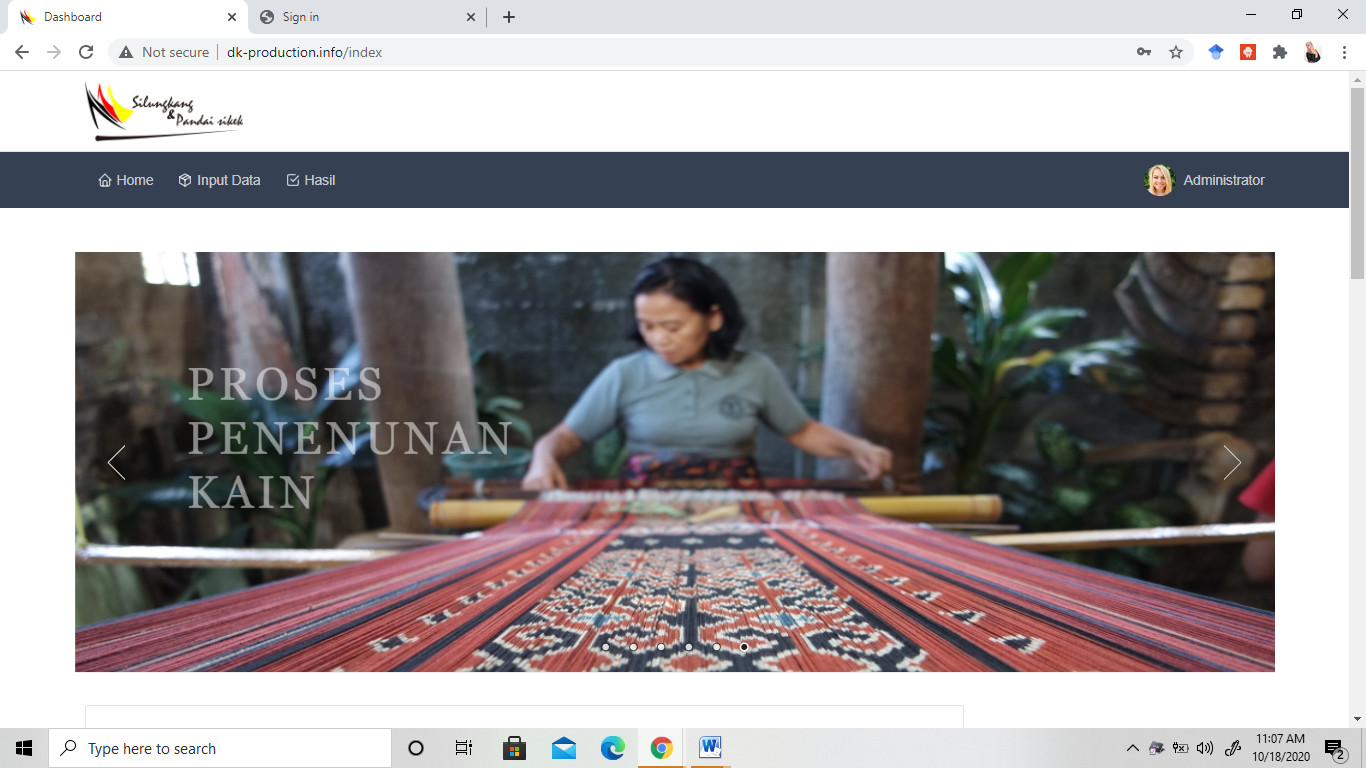 Dashboard
Sign in
Not secure
dk-production.info/index
Silungkang
&
Pandai sikek
Home
Input Data
Hasil
Administrator
PROSES
PENENUNAN
KAIN
Type here to search
11:07 AM
10/18/2020
2